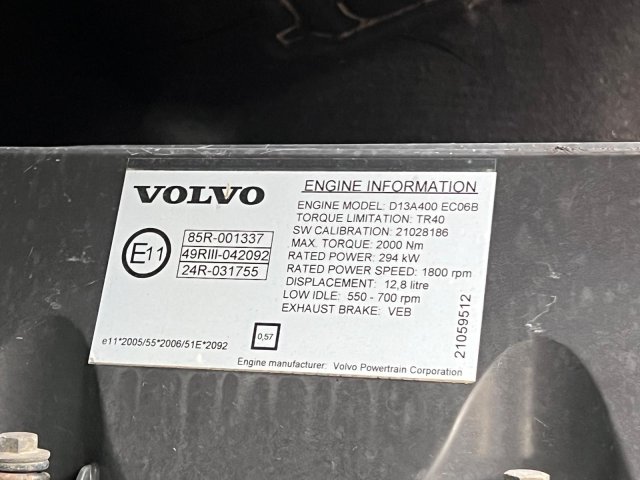 VOLVO
ENGINE INFORMATION
ENGINE MODEL: D13A400 EC06B
TORQUE LIMITATION: TR40
SW CALIBRATION: 21028186
MAX. TORQUE: 2000 Nm
RATED POWER: 294 kW
RATED POWER SPEED: 1800 rpm
DISPLACEMENT: 12,8 litre
LOW IDLE: 550 - 700 rpm
EXHAUST BRAKE: VEB
E11
85R-001337
49RIII-042092
24R-031755
21059512
0,57
e11*2005/55*2006/51E*2092
Engine manufacturer: Volvo Powertrain Corporation